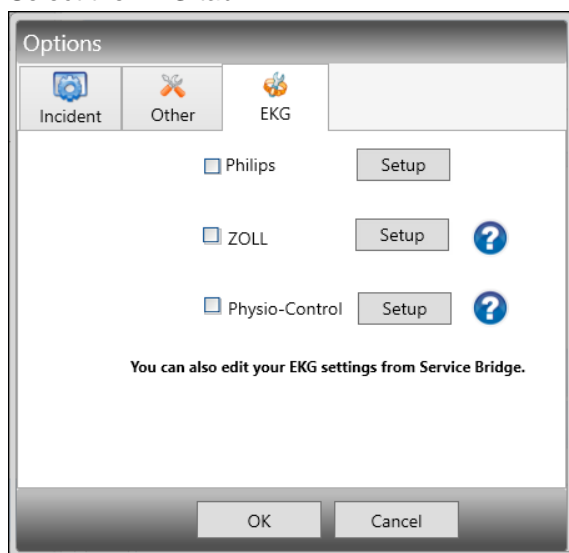 Options
Incident
Other
EKG
Philips
Setup
ZOLL
Setup
?
Physio-Control
Setup
?
You can also edit your EKG settings from Service Bridge.
OK
Cancel